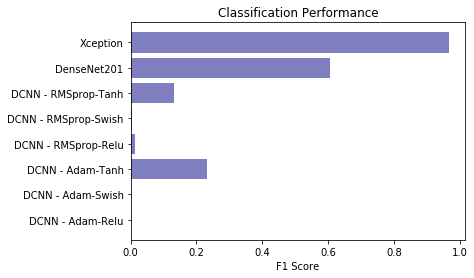 Classification Performance
Xception
DenseNet201
DCNN - RMSprop-Tanh
DCNN - RMSprop-Swish
DCNN - RMSprop-Relu
DCNN - Adam-Tanh
DCNN - Adam-Swish
DCNN - Adam-Relu
0.0 0.2 0.4 0.6 0.8 1.0
F1 Score